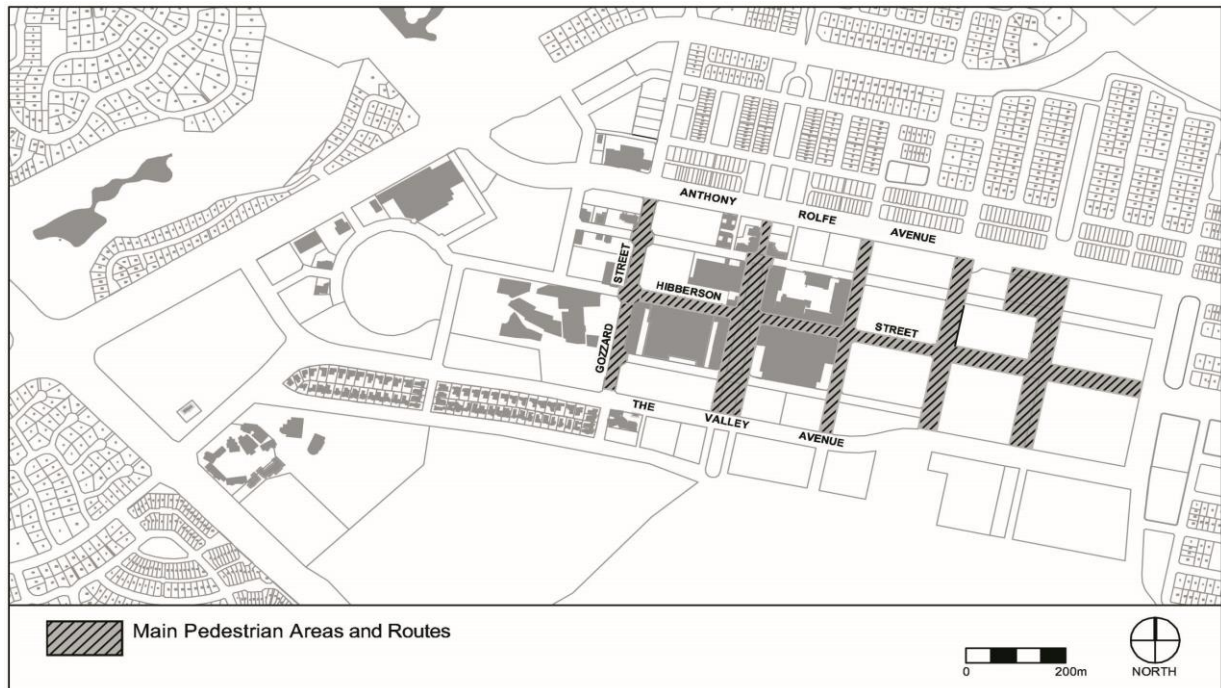 ANTHONY
ROLFE
AVENUE
STREET
HIBBERSON
STREET
GOZZARD
THE
VALLEY
AVENUE
Main Pedestrian Areas and Routes
0
200m
NORTH